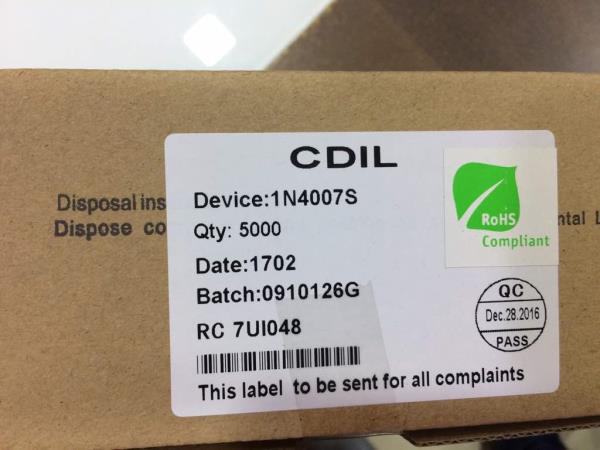 CDIL
Disposal ins
Dispose co
ntal L
Device:1N4007S
Qty: 5000
Date:1702
Batch:0910126G
RC 7UI048
RoHS
Compliant
QC
Dec.28.2016
PASS
This label to be sent for all complaints